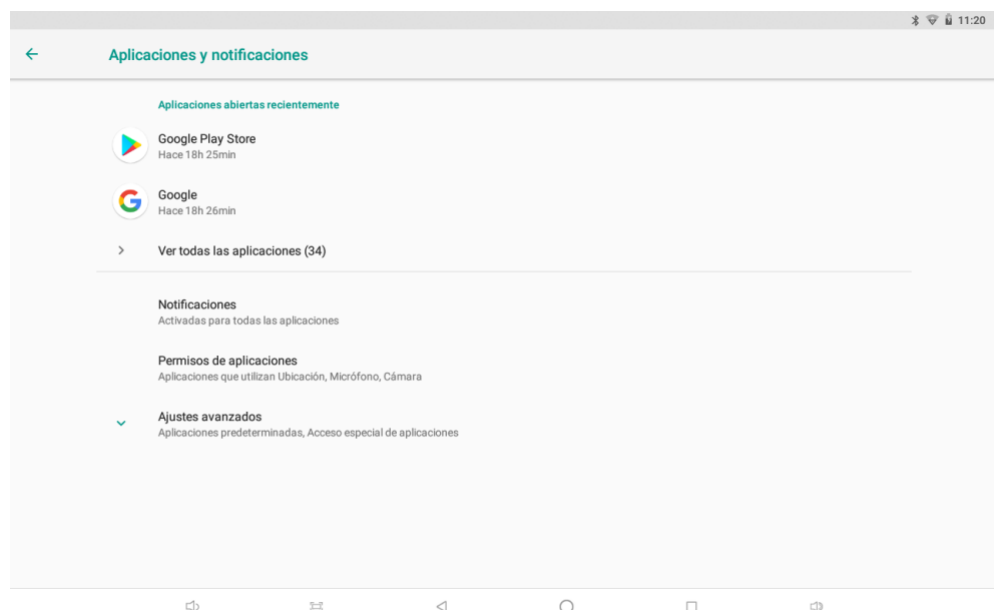 11:20
Aplicaciones y notificaciones
Aplicaciones abiertas recientemente
Google Play Store
Hace 18h 25min
Google
Hace 18h 26min
Ver todas las aplicaciones (34)
Notificaciones
Activadas para todas las aplicaciones
Permisos de aplicaciones
Aplicaciones que utilizan Ubicación, Micrófono, Cámara
Ajustes avanzados
Aplicaciones predeterminadas, Acceso especial de aplicaciones